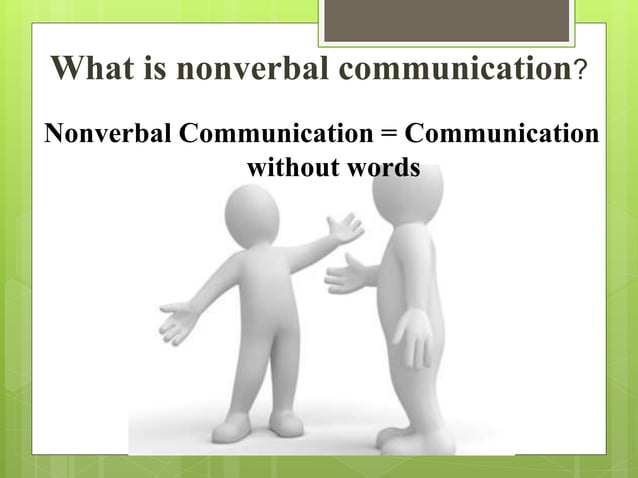 What is nonverbal communication?
Nonverbal Communication = Communication
without words